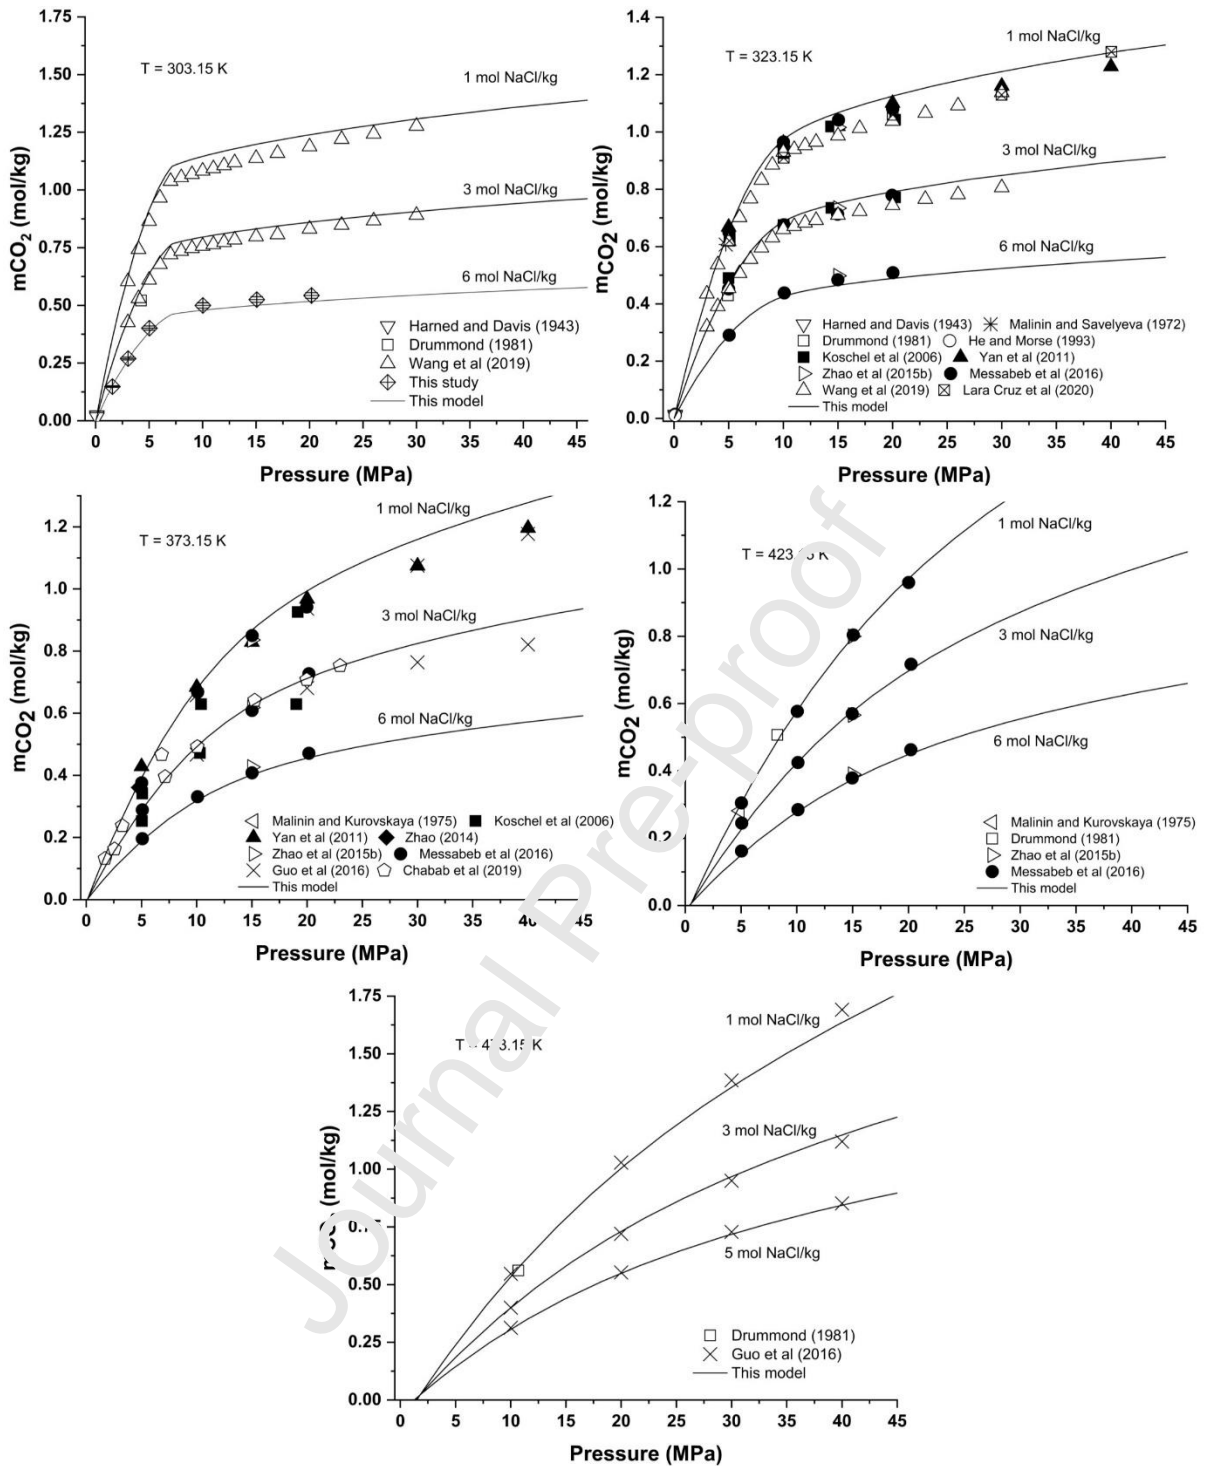 T = 303.15 K
1 mol NaCl/kg
3 mol NaCl/kg
6 mol NaCl/kg
mCO2 (mol/kg)
1.75
1.50
1.25
1.00
0.75
0.50
0.25
0.00
Harned and Davis (1943)
Drummond (1981)
Wang et al (2019)
This study
This model
0 5 10 15 20 25 30 35 40 45
Pressure (MPa)
T = 323.15 K
1 mol NaCl/kg
3 mol NaCl/kg
6 mol NaCl/kg
mCO2 (mol/kg)
1.4
1.2
1.0
0.8
0.6
0.4
0.2
0.0
Harned and Davis (1943) Malinin and Savelyeva (1972)
Drummond (1981) He and Morse (1993)
Koschel et al (2006) Yan et al (2011)
Zhao et al (2015b) Messabeb et al (2016)
Wang et al (2019) Lara Cruz et al (2020)
This model
0 5 10 15 20 25 30 35 40 45
Pressure (MPa)
T = 373.15 K
1 mol NaCl/kg
3 mol NaCl/kg
6 mol NaCl/kg
mCO2 (mol/kg)
1.2
1.0
0.8
0.6
0.4
0.2
0.0
Malinin and Kurovskaya (1975) Koschel et al (2006)
Yan et al (2011) Zhao (2014)
Zhao et al (2015b) Messabeb et al (2016)
Guo et al (2016) Chabab et al (2019)
This model
0 5 10 15 20 25 30 35 40 45
Pressure (MPa)
T = 423.15 K
1 mol NaCl/kg
3 mol NaCl/kg
6 mol NaCl/kg
mCO2 (mol/kg)
1.2
1.0
0.8
0.6
0.4
0.2
0.0
Malinin and Kurovskaya (1975)
Drummond (1981)
Zhao et al (2015b)
Messabeb et al (2016)
This model
0 5 10 15 20 25 30 35 40 45
Pressure (MPa)
T = 473.15 K
1 mol NaCl/kg
3 mol NaCl/kg
5 mol NaCl/kg
mCO2 (mol/kg)
1.75
1.50
1.25
1.00
0.75
0.50
0.25
0.00
Drummond (1981)
Guo et al (2016)
This model
0 5 10 15 20 25 30 35 40 45
Pressure (MPa)
Journal Pre-proof